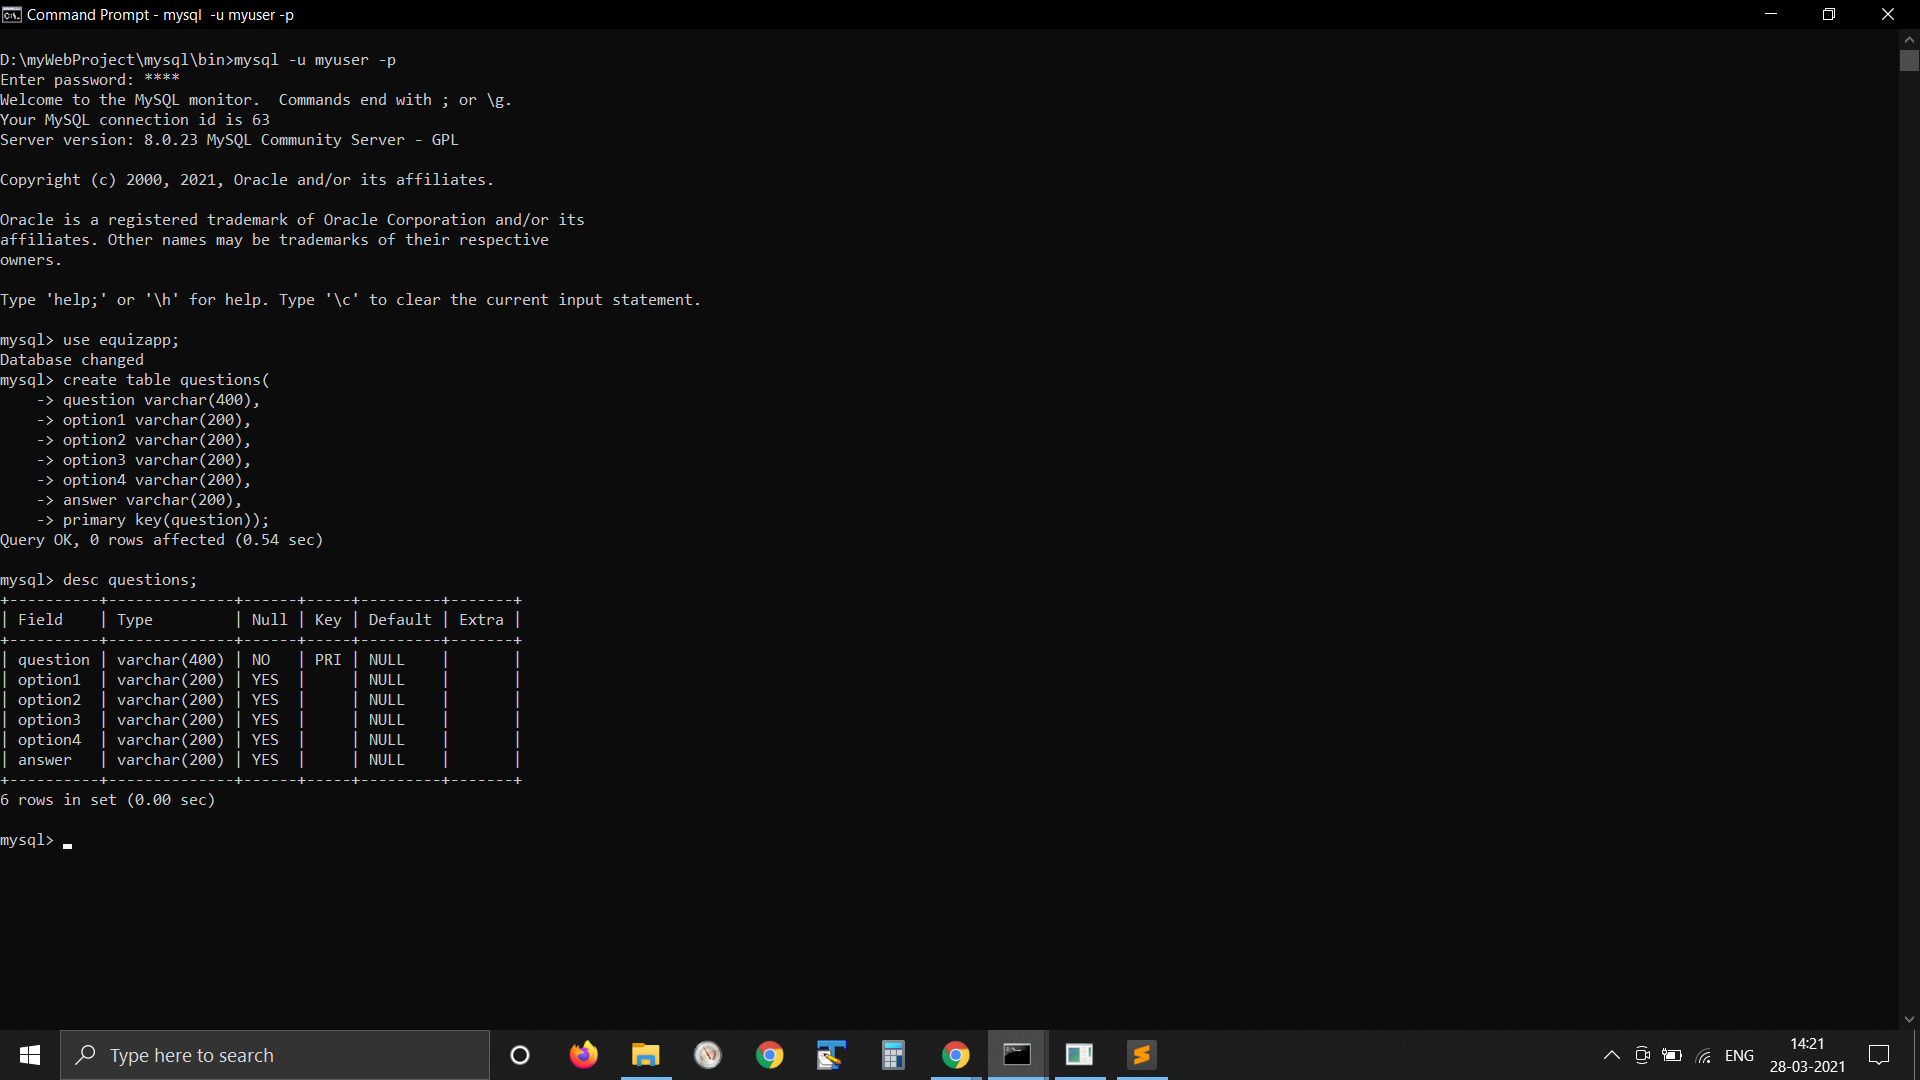 Command Prompt - mysql  -u myuser -p
D:\myWebProject\mysql\bin>mysql -u myuser -p
Enter password: ****
Welcome to the MySQL monitor.  Commands end with ; or \g.
Your MySQL connection id is 63
Server version: 8.0.23 MySQL Community Server - GPL
Copyright (c) 2000, 2021, Oracle and/or its affiliates.
Oracle is a registered trademark of Oracle Corporation and/or its
affiliates. Other names may be trademarks of their respective
owners.
Type 'help;' or '\h' for help. Type '\c' to clear the current input statement.
mysql> use equizapp;
Database changed
mysql> create table questions(
    -> question varchar(400),
    -> option1 varchar(200),
    -> option2 varchar(200),
    -> option3 varchar(200),
    -> option4 varchar(200),
    -> answer varchar(200),
    -> primary key(question));
Query OK, 0 rows affected (0.54 sec)
mysql> desc questions;
+----------+--------------+------+-----+---------+-------+
| Field    | Type         | Null | Key | Default | Extra |
+----------+--------------+------+-----+---------+-------+
| question | varchar(400) | NO   | PRI | NULL    |       |
| option1  | varchar(200) | YES  |     | NULL    |       |
| option2  | varchar(200) | YES  |     | NULL    |       |
| option3  | varchar(200) | YES  |     | NULL    |       |
| option4  | varchar(200) | YES  |     | NULL    |       |
| answer   | varchar(200) | YES  |     | NULL    |       |
+----------+--------------+------+-----+---------+-------+
6 rows in set (0.00 sec)
mysql>
Type here to search
ENG
14:21
28-03-2021